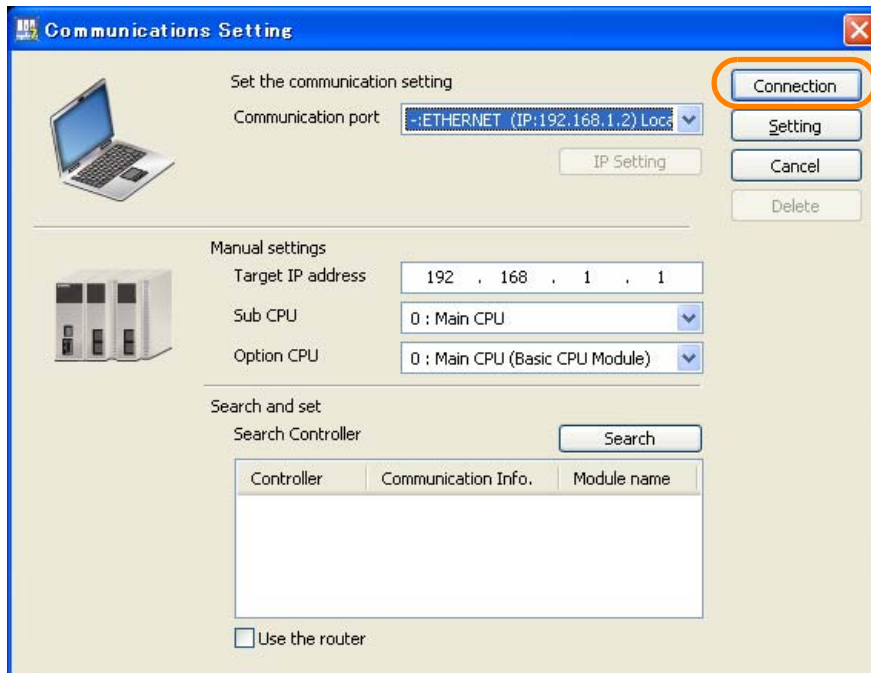 Communications Setting
Set the communication setting
Connection
Communication port
-:ETHERNET (IP:192.168.1.2) Loca
Setting
IP Setting
Cancel
Delete
Manual settings
Target IP address
192 . 168 . 1 . 1
Sub CPU
0 : Main CPU
Option CPU
0 : Main CPU (Basic CPU Module)
Search and set
Search Controller
Search
Controller Communication Info. Module name
Use the router